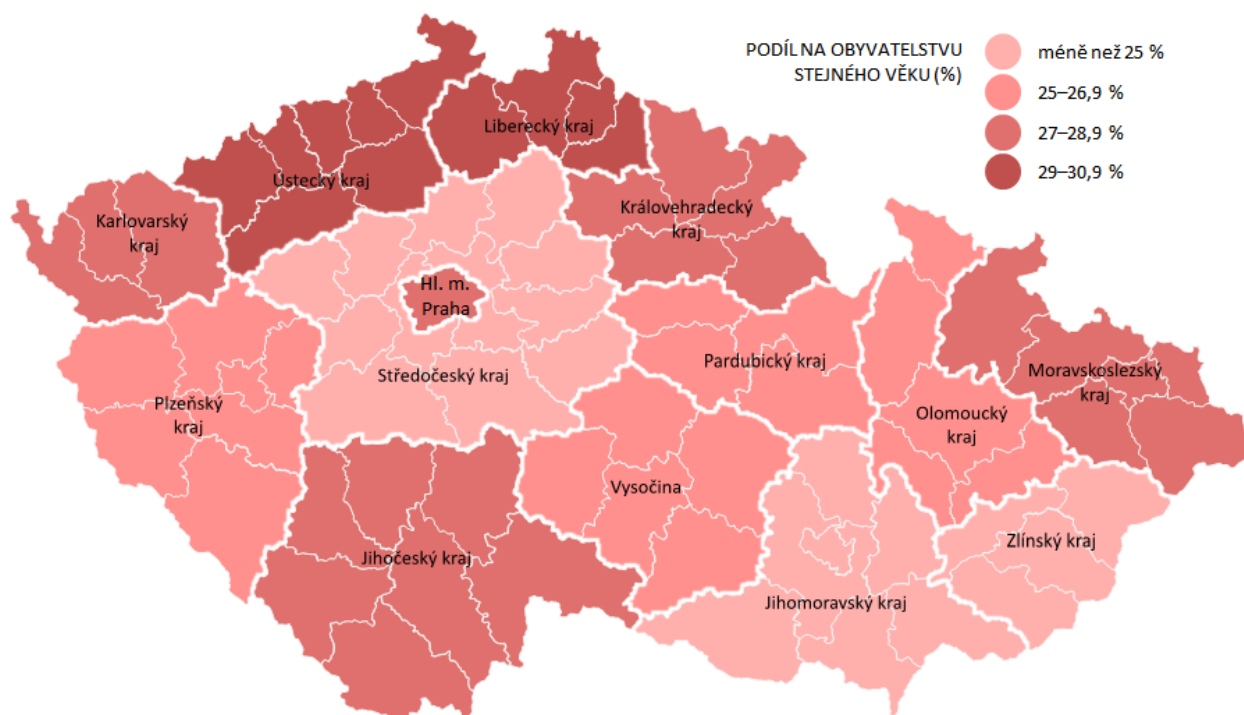 PODÍL NA OBYVATELSTVU
STEJNÉHO VĚKU (%)
méně než 25 %
25–26,9 %
27–28,9 %
29–30,9 %
Liberecký kraj
Ústecký kraj
Karlovarský
kraj
Královehradecký
kraj
Hl. m.
Praha
Středočeský kraj
Pardubický kraj
Moravskoslezský
kraj
Plzeňský
kraj
Olomoucký
kraj
Vysočina
Zlínský kraj
Jihočeský kraj
Jihomoravský kraj